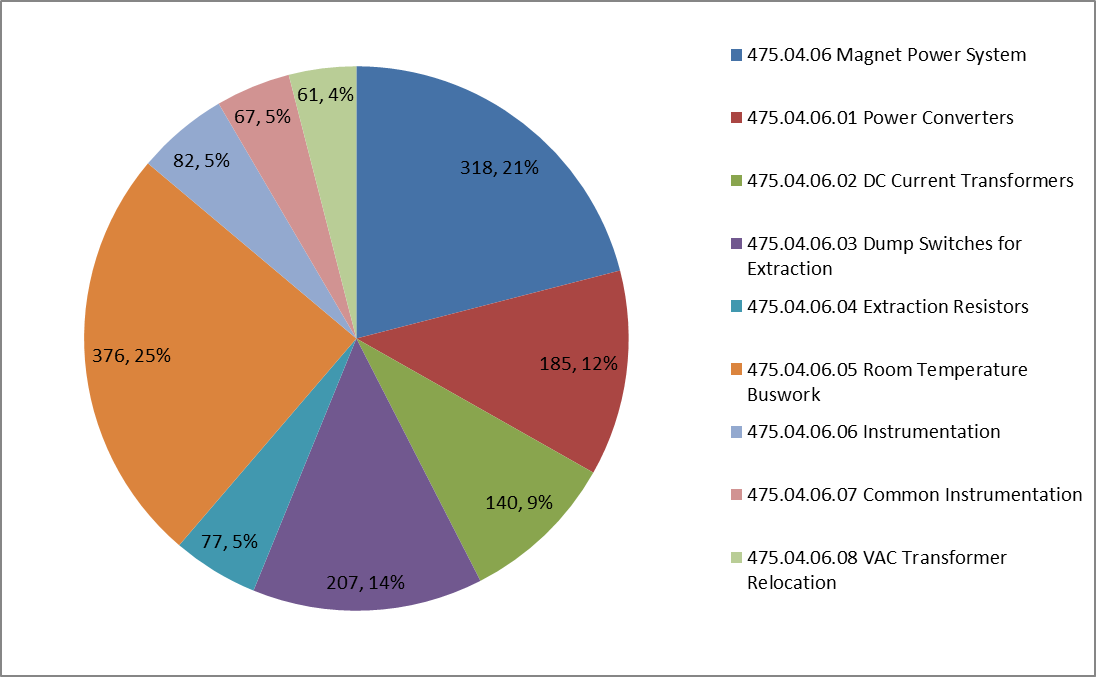 475.04.06 Magnet Power System
61, 4%
67, 5%
82, 5%
318, 21%
475.04.06.01 Power Converters
475.04.06.02 DC Current Transformers
475.04.06.03 Dump Switches for
Extraction
475.04.06.04 Extraction Resistors
376, 25%
185, 12%
475.04.06.05 Room Temperature
Buswork
475.04.06.06 Instrumentation
140, 9%
475.04.06.07 Common Instrumentation
77, 5%
207, 14%
475.04.06.08 VAC Transformer
Relocation